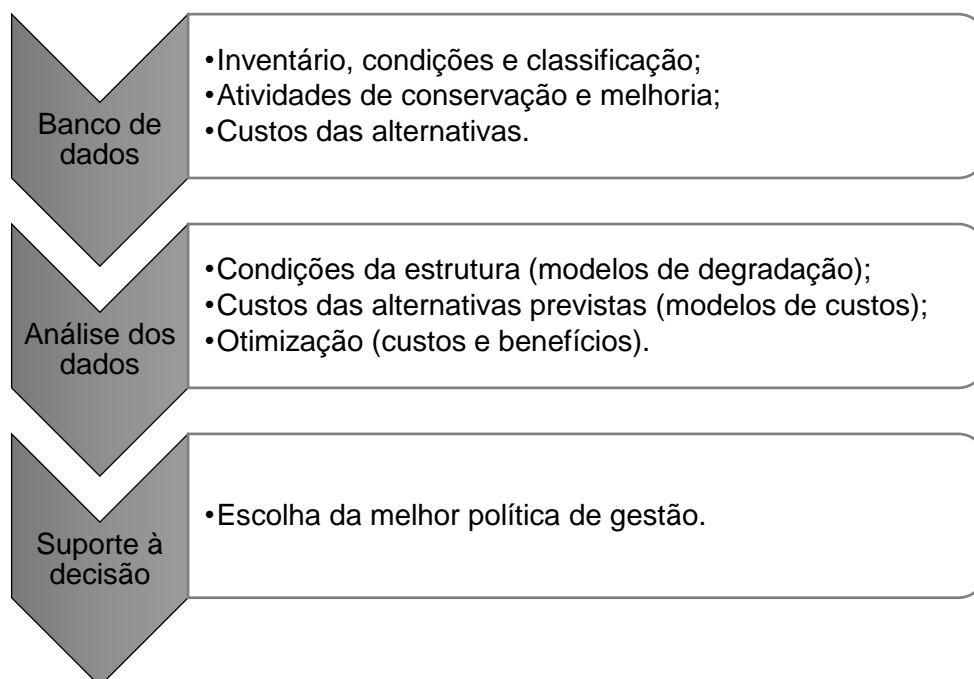 Banco de
dados
•Inventário, condições e classificação;
•Atividades de conservação e melhoria;
•Custos das alternativas.
Análise dos
dados
•Condições da estrutura (modelos de degradação);
•Custos das alternativas previstas (modelos de custos);
•Otimização (custos e benefícios).
Suporte à
decisão
•Escolha da melhor política de gestão.